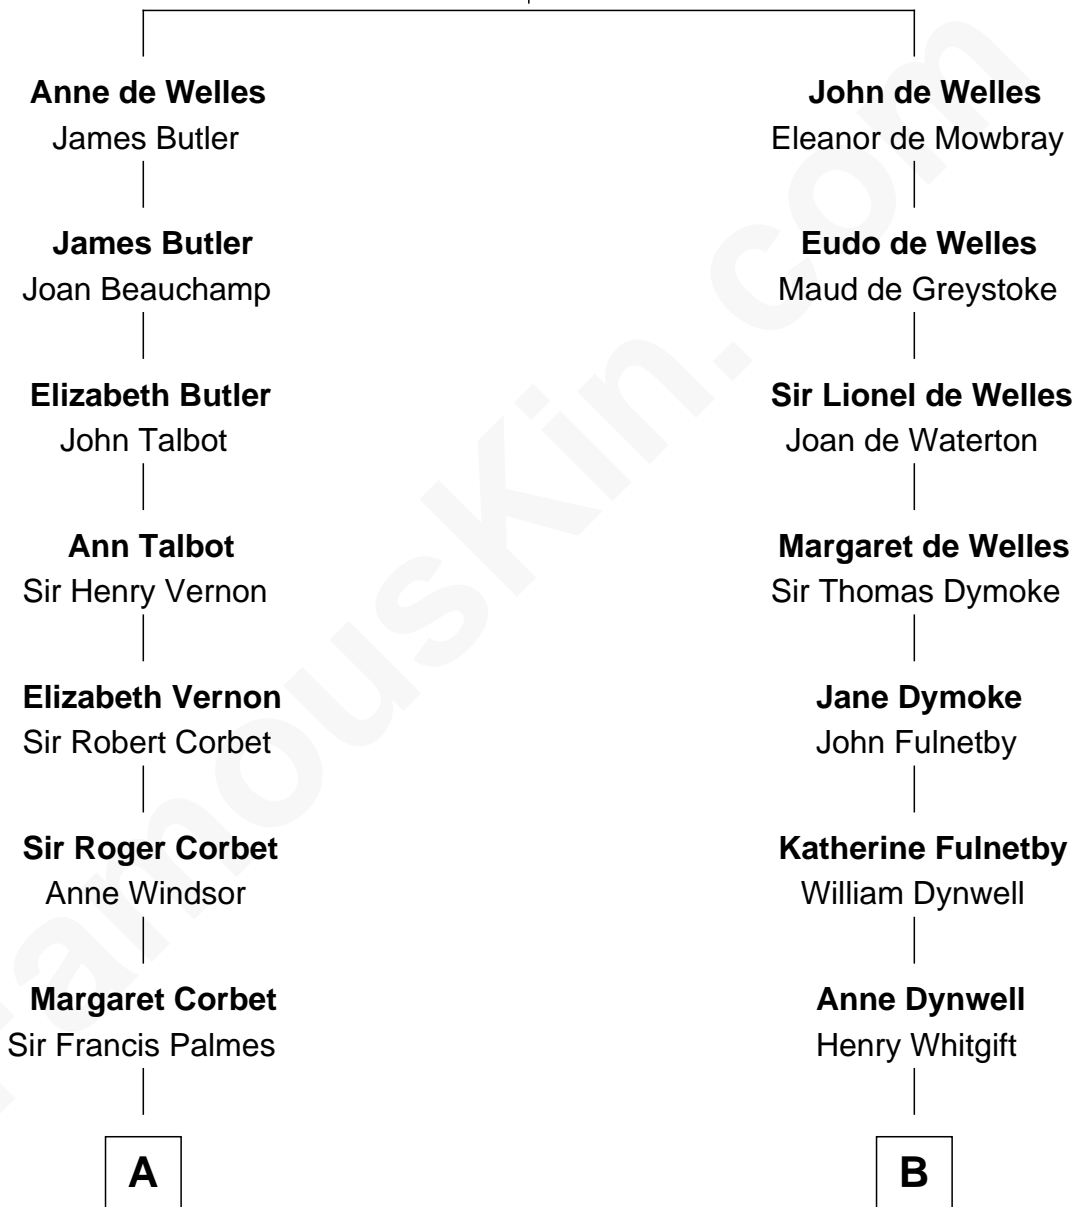 Anne de Welles
James Butler
James Butler
Joan Beauchamp
Elizabeth Butler
John Talbot
Ann Talbot
Sir Henry Vernon
Elizabeth Vernon
Sir Robert Corbet
Sir Roger Corbet
Anne Windsor
Margaret Corbet
Sir Francis Palmes
A
John de Welles
Eleanor de Mowbray
Eudo de Welles
Maud de Greystoke
Sir Lionel de Welles
Joan de Waterton
Margaret de Welles
Sir Thomas Dymoke
Jane Dymoke
John Fulnetby
Katherine Fulnetby
William Dynwell
Anne Dynwell
Henry Whitgift
B
FamousKin.com